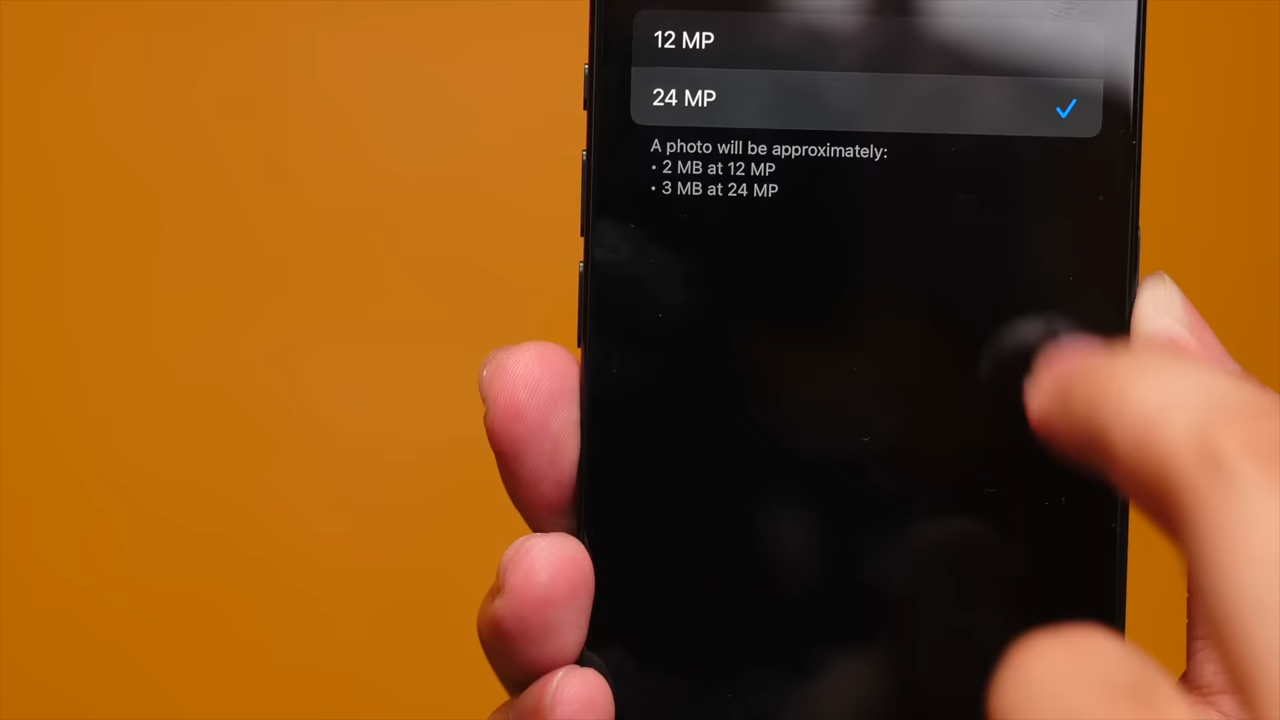 12 MP
24 MP
A photo will be approximately:
• 2 MB at 12 MP
• 3 MB at 24 MP